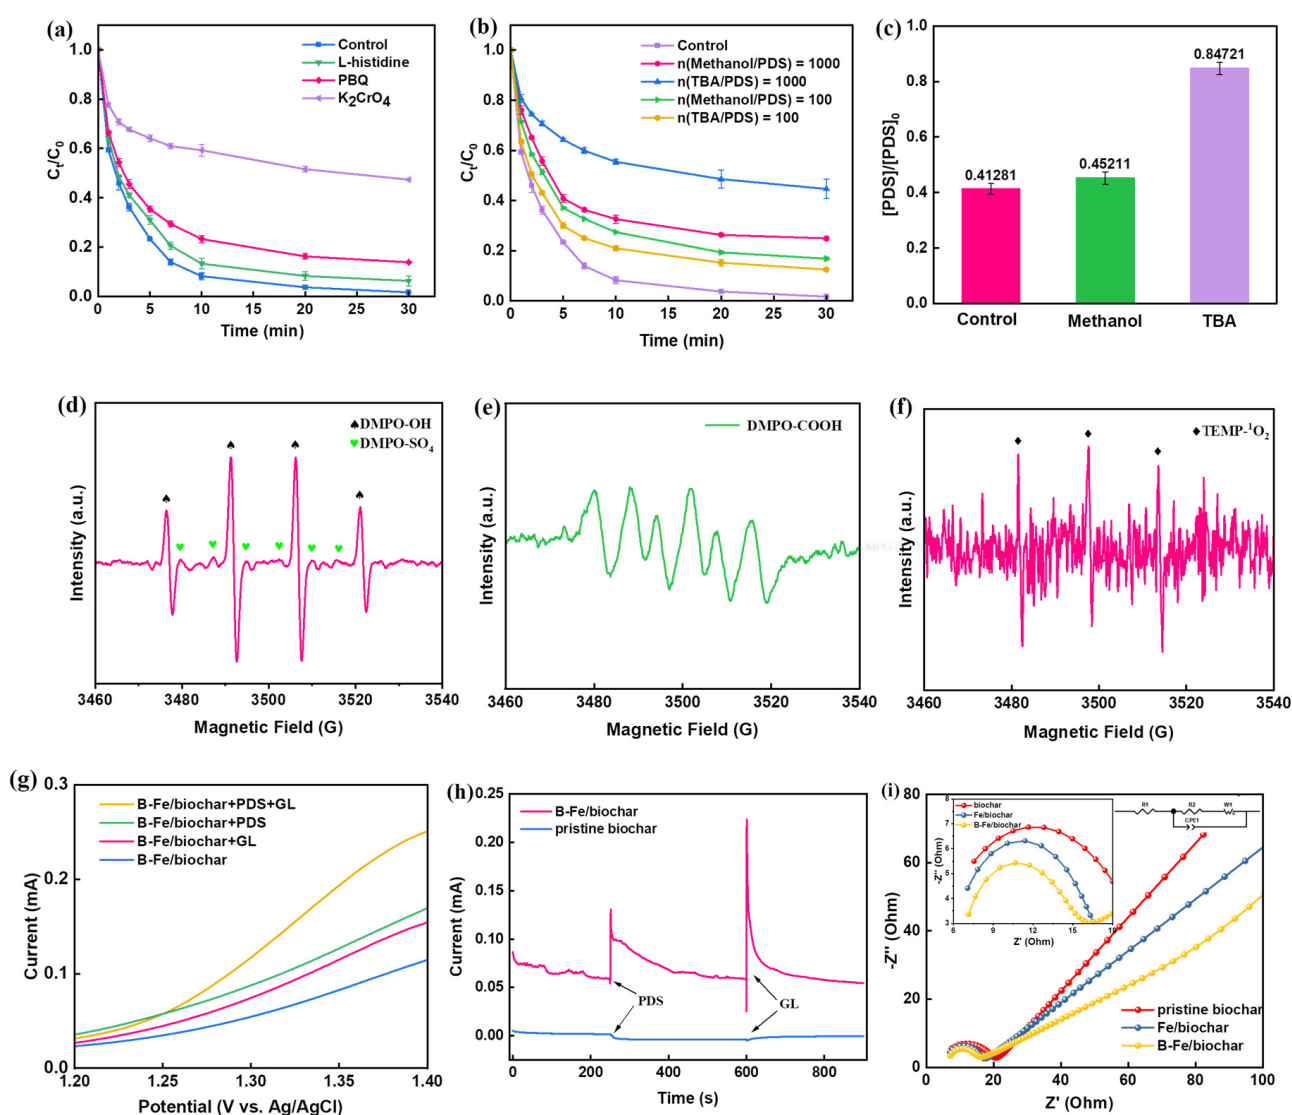 (a)
Control
L-histidine
PBQ
K2CrO4
1.0
0.8
0.6
0.4
0.2
0.0
Ct/C0
0 5 10 15 20 25 30
Time (min)
(b)
Control
n(Methanol/PDS) = 1000
n(TBA/PDS) = 1000
n(Methanol/PDS) = 100
n(TBA/PDS) = 100
1.0
0.8
0.6
0.4
0.2
0.0
Ct/C0
0 5 10 15 20 25 30
Time (min)
(c)
1.0
0.8
0.6
0.4
0.2
0.0
[PDS]/[PDS]0
0.41281
0.45211
0.84721
Control Methanol TBA
(d)
♠DMPO-OH
♥DMPO-SO4
Intensity (a.u.)
3460 3480 3500 3520 3540
Magnetic Field (G)
(e)
DMPO-COOH
Intensity (a.u.)
3460 3480 3500 3520 3540
Magnetic Field (G)
(f)
♦TEMP-1O2
Intensity (a.u.)
3460 3480 3500 3520 3540
Magnetic Field (G)
(g)
B-Fe/biochar+PDS+GL
B-Fe/biochar+PDS
B-Fe/biochar+GL
B-Fe/biochar
0.3
0.2
0.1
0.0
Current (mA)
1.20 1.25 1.30 1.35 1.40
Potential (V vs. Ag/AgCl)
(h)
B-Fe/biochar
pristine biochar
0.25
0.20
0.15
0.10
0.05
0.00
Current (mA)
PDS
GL
0 200 400 600 800
Time (s)
(i)
80
60
40
20
0
-Z'' (Ohm)
biochar
Fe/biochar
B-Fe/biochar
8
7
6
5
4
3
-Z'' (Ohm)
6 9 12 15 18
Z' (Ohm)
R1 R2 W1
CPE1
pristine biochar
Fe/biochar
B-Fe/biochar
0 20 40 60 80 100
Z' (Ohm)